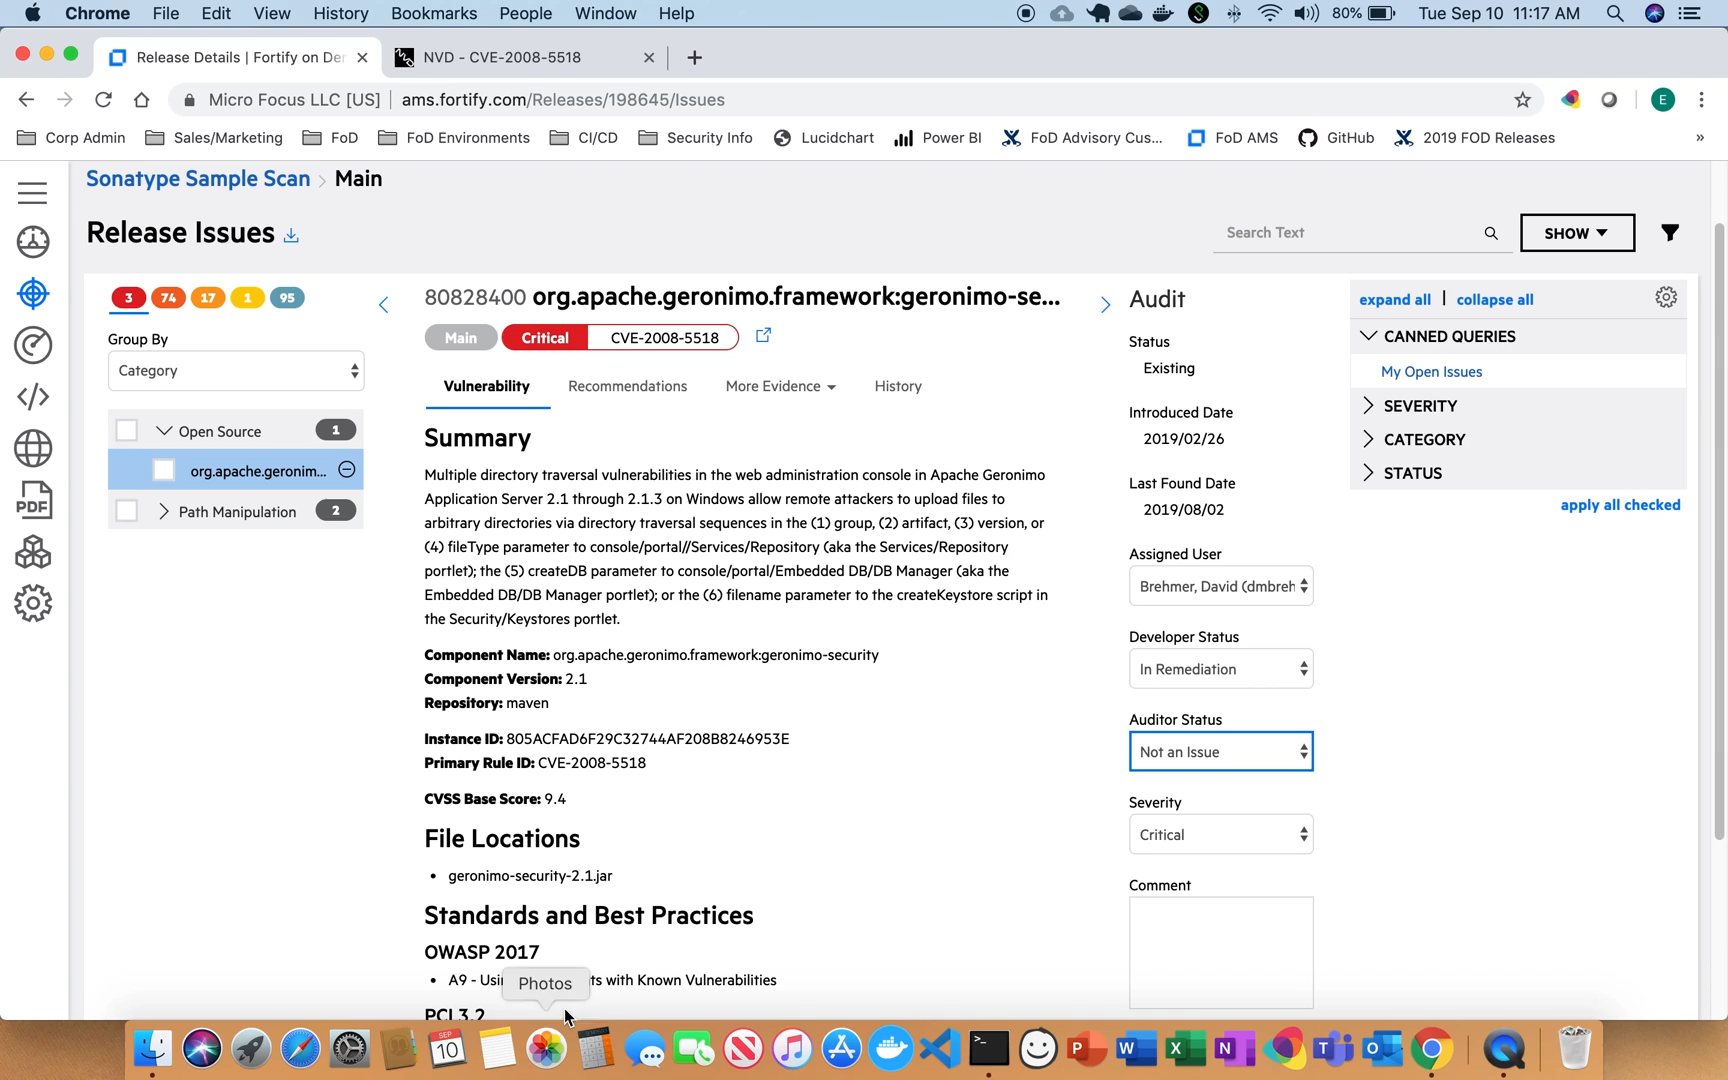 Chrome File Edit View History Bookmarks People Window Help 80% Tue Sep 10 11:17 AM
Release Details | Fortify on Der NVD - CVE-2008-5518
Micro Focus LLC [US] ams.fortify.com/Releases/198645/Issues E
Corp Admin Sales/Marketing FoD FoD Environments CI/CD Security Info Lucidchart Power BI FoD Advisory Cus... FoD AMS GitHub 2019 FOD Releases »
Sonatype Sample Scan > Main
Release Issues
Search Text
SHOW
3 74 17 1 95
Group By
Category
Open Source 1
org.apache.geronim...
Path Manipulation 2
PDF
80828400 org.apache.geronimo.framework:geronimo-se...
Main Critical CVE-2008-5518
Vulnerability Recommendations More Evidence History
Summary
Multiple directory traversal vulnerabilities in the web administration console in Apache Geronimo
Application Server 2.1 through 2.1.3 on Windows allow remote attackers to upload files to
arbitrary directories via directory traversal sequences in the (1) group, (2) artifact, (3) version, or
(4) fileType parameter to console/portal//Services/Repository (aka the Services/Repository
portlet); the (5) createDB parameter to console/portal/Embedded DB/DB Manager (aka the
Embedded DB/DB Manager portlet); or the (6) filename parameter to the createKeystore script in
the Security/Keystores portlet.
Component Name: org.apache.geronimo.framework:geronimo-security
Component Version: 2.1
Repository: maven
Instance ID: 805ACFAD6F29C32744AF208B8246953E
Primary Rule ID: CVE-2008-5518
CVSS Base Score: 9.4
File Locations
• geronimo-security-2.1.jar
Standards and Best Practices
OWASP 2017
• A9 - Usi ts with Known Vulnerabilities
Photos
PCI 3.2
Audit
Status
Existing
Introduced Date
2019/02/26
Last Found Date
2019/08/02
Assigned User
Brehmer, David (dmbreh
Developer Status
In Remediation
Auditor Status
Not an Issue
Severity
Critical
Comment
expand all | collapse all
CANNED QUERIES
My Open Issues
SEVERITY
CATEGORY
STATUS
apply all checked
SEP
10
P W X N T O